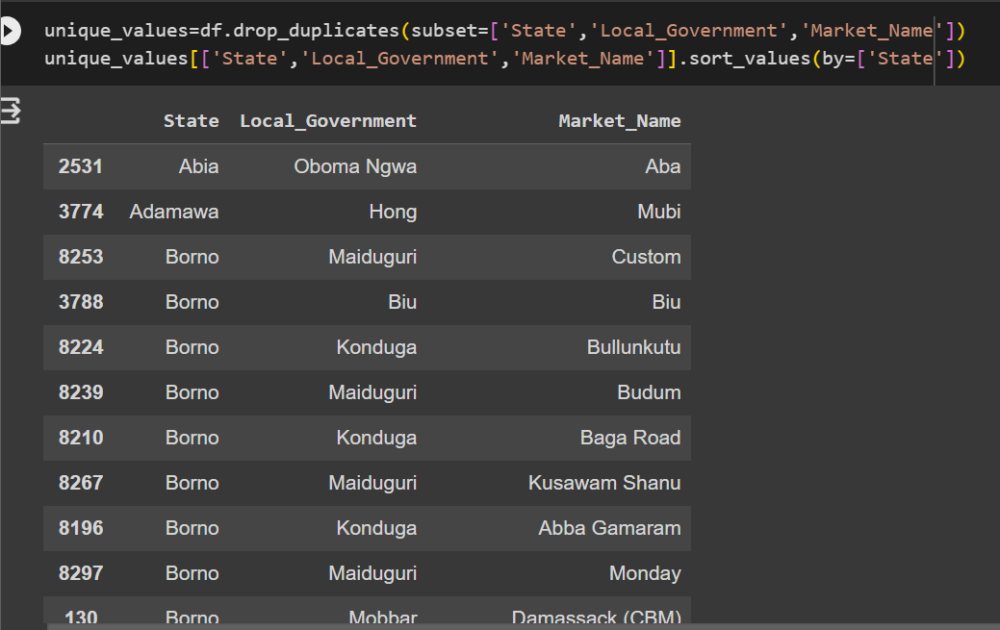 unique_values=df.drop_duplicates(subset=['State','Local_Government','Market_Name'])
unique_values[['State','Local_Government','Market_Name']].sort_values(by=['State'])
State Local_Government Market_Name
2531 Abia Oboma Ngwa Aba
3774 Adamawa Hong Mubi
8253 Borno Maiduguri Custom
3788 Borno Biu Biu
8224 Borno Konduga Bullunkutu
8239 Borno Maiduguri Budum
8210 Borno Konduga Baga Road
8267 Borno Maiduguri Kusawam Shanu
8196 Borno Konduga Abba Gamaram
8297 Borno Maiduguri Monday
130 Borno Mobbar Damassack (CBM)